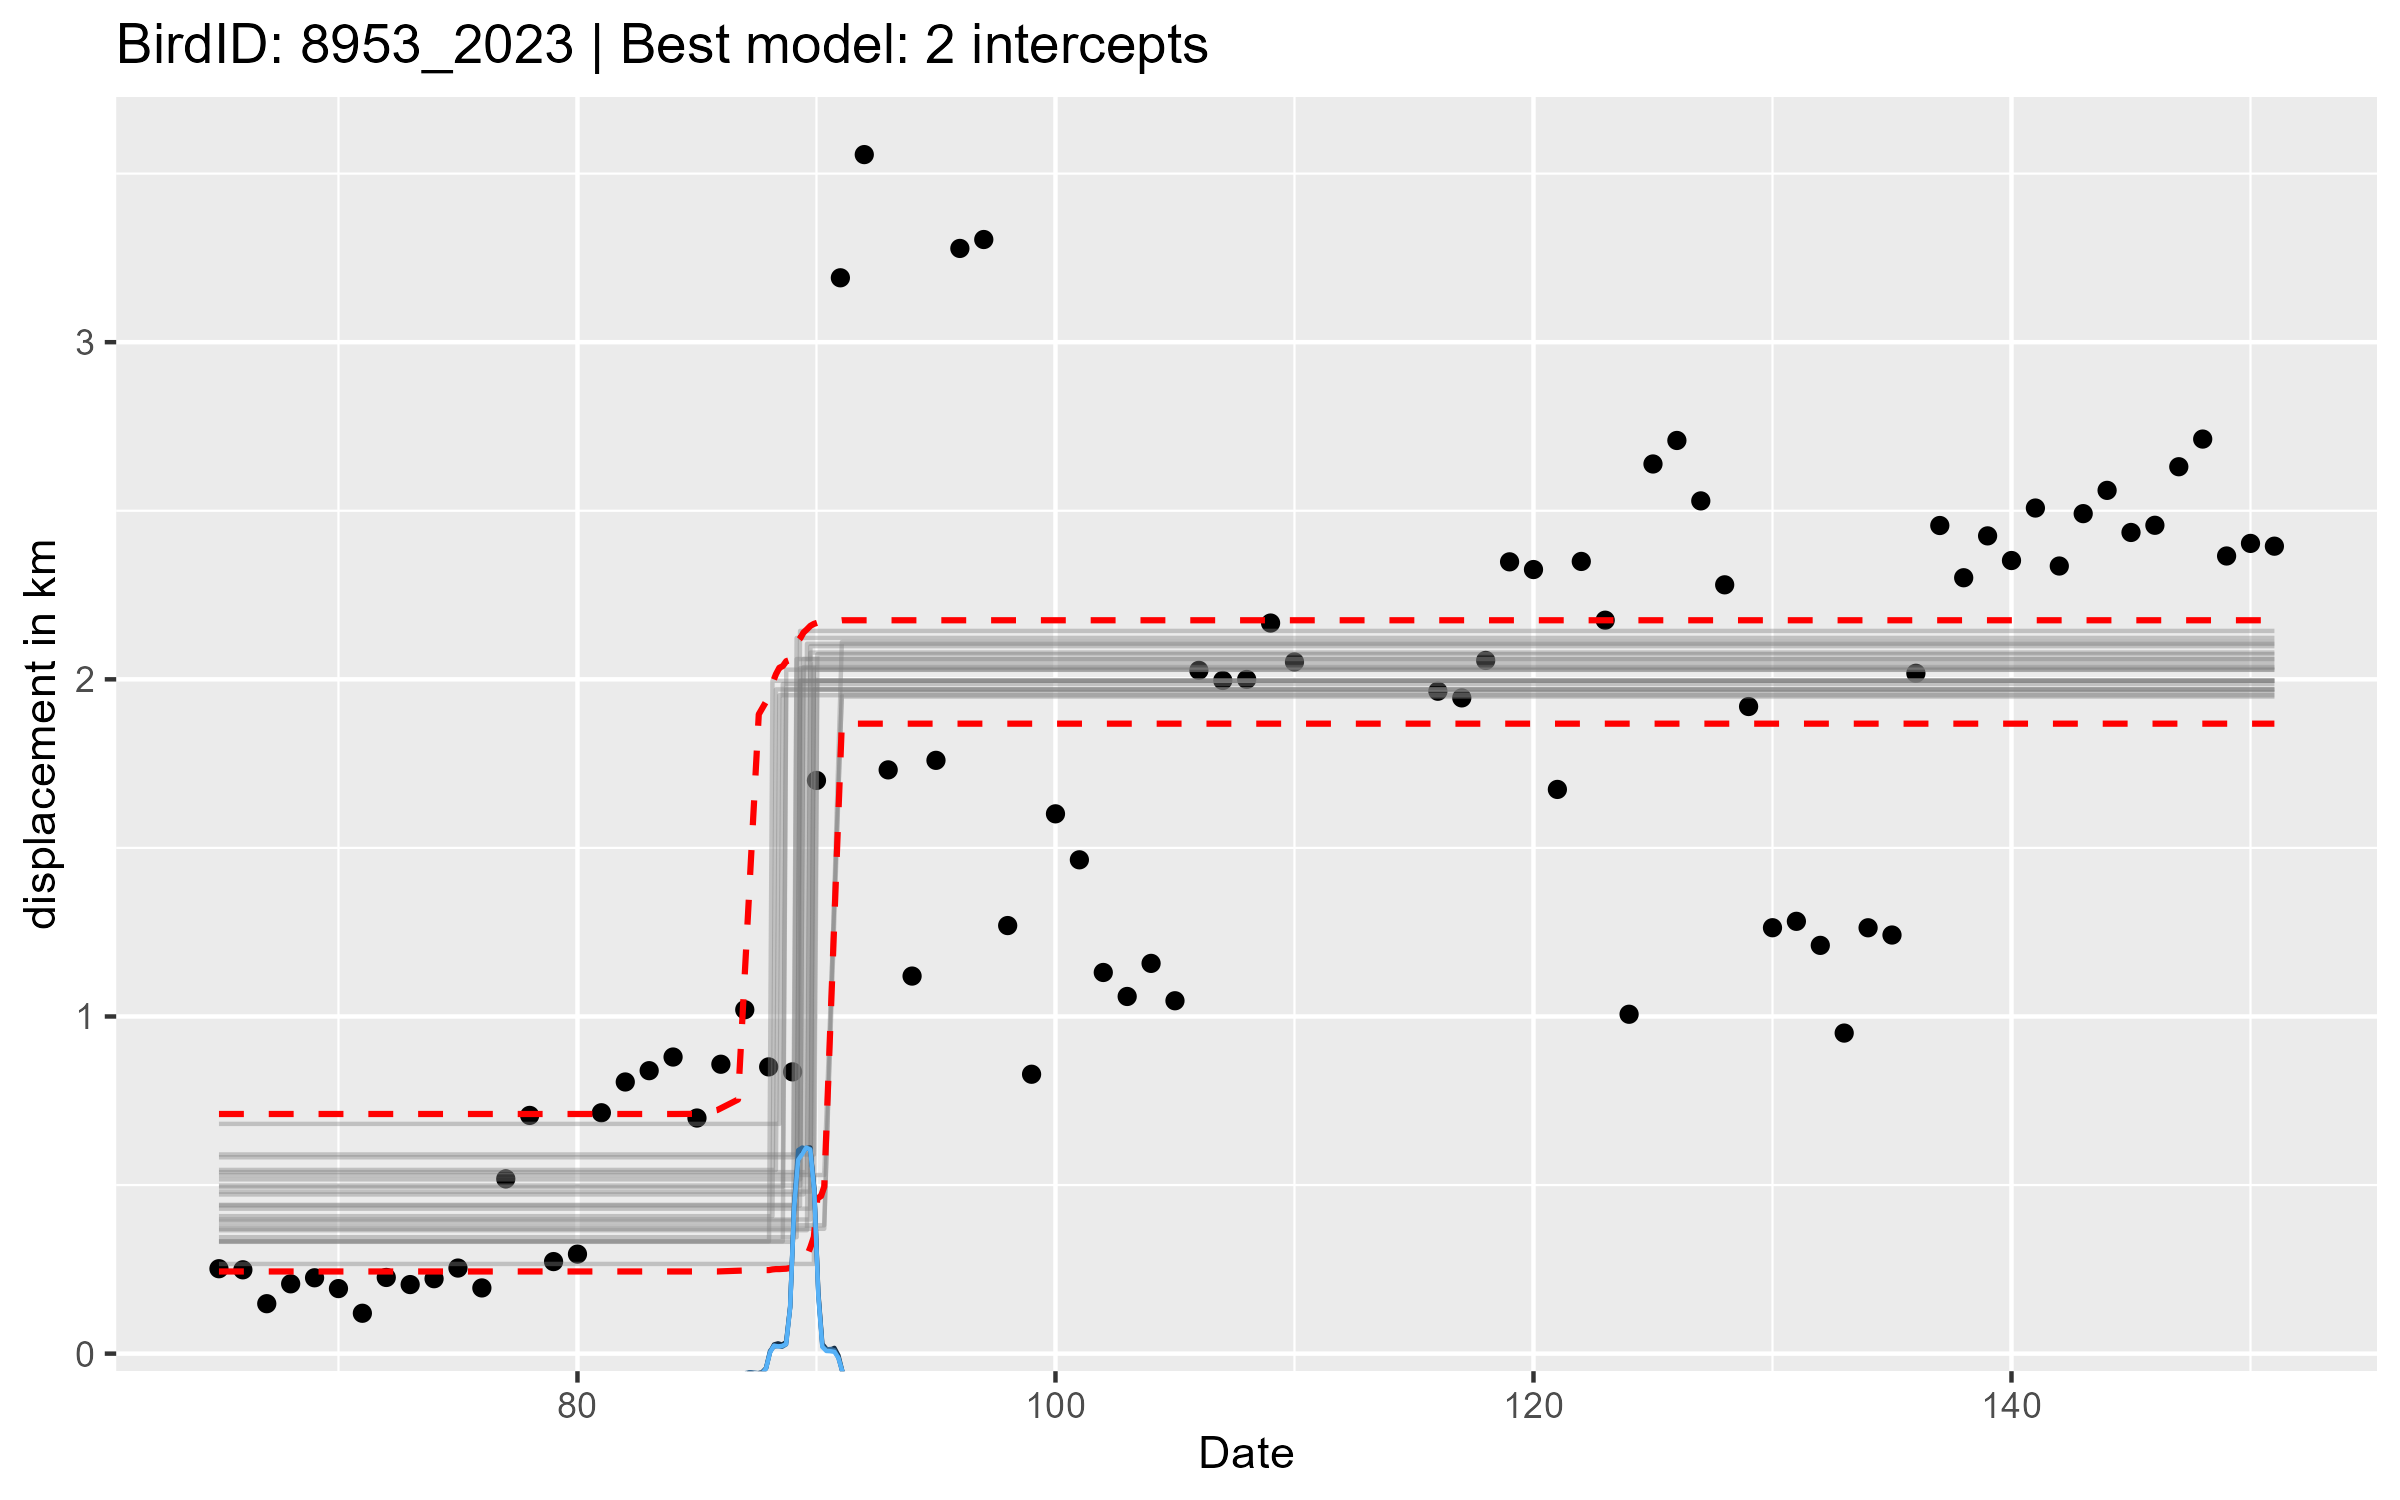 BirdID: 8953_2023 | Best model: 2 intercepts
displacement in km
3
2
1
0
80 100 120 140
Date